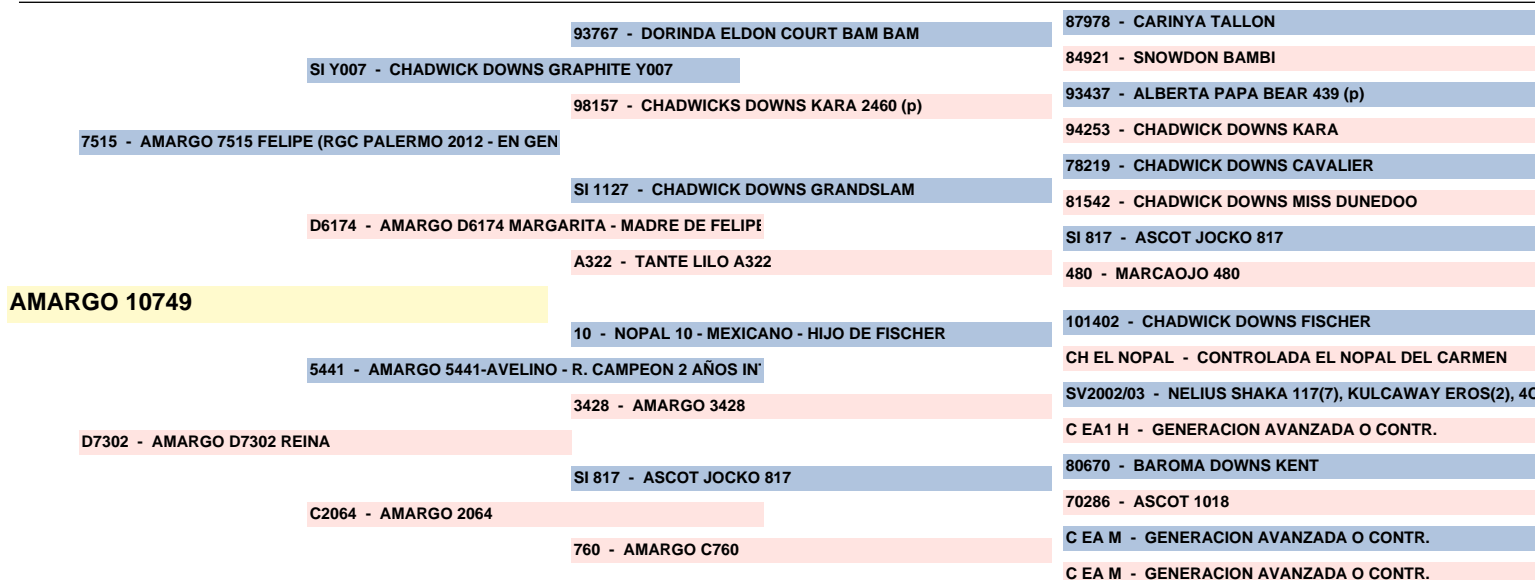 87978 - CARINYA TALLON
93767 - DORINDA ELDON COURT BAM BAM
84921 - SNOWDON BAMBI
SI Y007 - CHADWICK DOWNS GRAPHITE Y007
93437 - ALBERTA PAPA BEAR 439 (p)
98157 - CHADWICKS DOWNS KARA 2460 (p)
94253 - CHADWICK DOWNS KARA
7515 - AMARGO 7515 FELIPE (RGC PALERMO 2012 - EN GEN
78219 - CHADWICK DOWNS CAVALIER
SI 1127 - CHADWICK DOWNS GRANDSLAM
81542 - CHADWICK DOWNS MISS DUNEDOO
D6174 - AMARGO D6174 MARGARITA - MADRE DE FELIPE
SI 817 - ASCOT JOCKO 817
A322 - TANTE LILO A322
480 - MARCAOJO 480
AMARGO 10749
101402 - CHADWICK DOWNS FISCHER
10 - NOPAL 10 - MEXICANO - HIJO DE FISCHER
CH EL NOPAL - CONTROLADA EL NOPAL DEL CARMEN
5441 - AMARGO 5441-AVELINO - R. CAMPEON 2 AÑOS
SV2002/03 - NELIUS SHAKA 117(7), KULCAWAY EROS(2),
3428 - AMARGO 3428
C EA1 H - GENERACION AVANZADA O CONTR.
D7302 - AMARGO D7302 REINA
80670 - BAROMA DOWNS KENT
SI 817 - ASCOT JOCKO 817
70286 - ASCOT 1018
C2064 - AMARGO 2064
C EA M - GENERACION AVANZADA O CONTR.
760 - AMARGO C760
C EA M - GENERACION AVANZADA O CONTR.